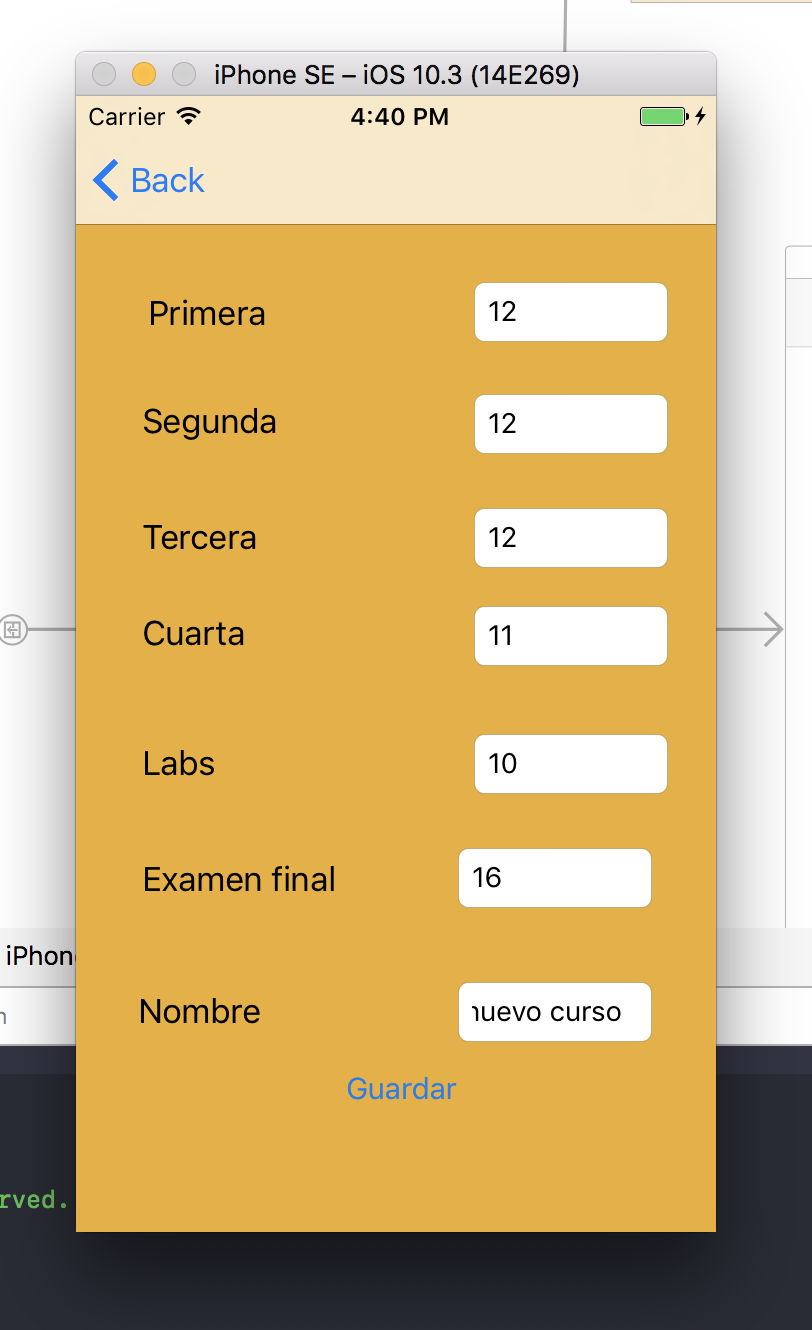 iPhone SE – iOS 10.3 (14E269)
Carrier 4:40 PM
Back
Primera 12
Segunda 12
Tercera 12
Cuarta 11
Labs 10
Examen final 16
iPhon
Nombre nuevo curso
Guardar
rved.